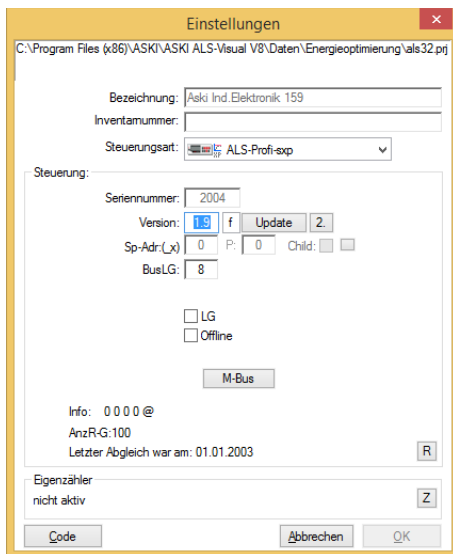 Einstellungen
C:\Program Files (x86)\ASKI\ASKI ALS-Visual V8\Daten\Energieoptimierung\als32.prj
Bezeichnung: Aski Ind.Elektronik 159
Inventarnummer:
Steuerungsart: ALS-Profi-sxp
Steuerung:
Seriennummer: 2004
Version: 1.9 f Update 2.
Sp-Adr:(_x) 0 P: 0 Child:
BusLG: 8
LG
Offline
M-Bus
Info: 0 0 0 0 @
AnzR-G:100
Letzter Abgleich war am: 01.01.2003 R
Eigenzähler
nicht aktiv Z
Code Abbrechen OK